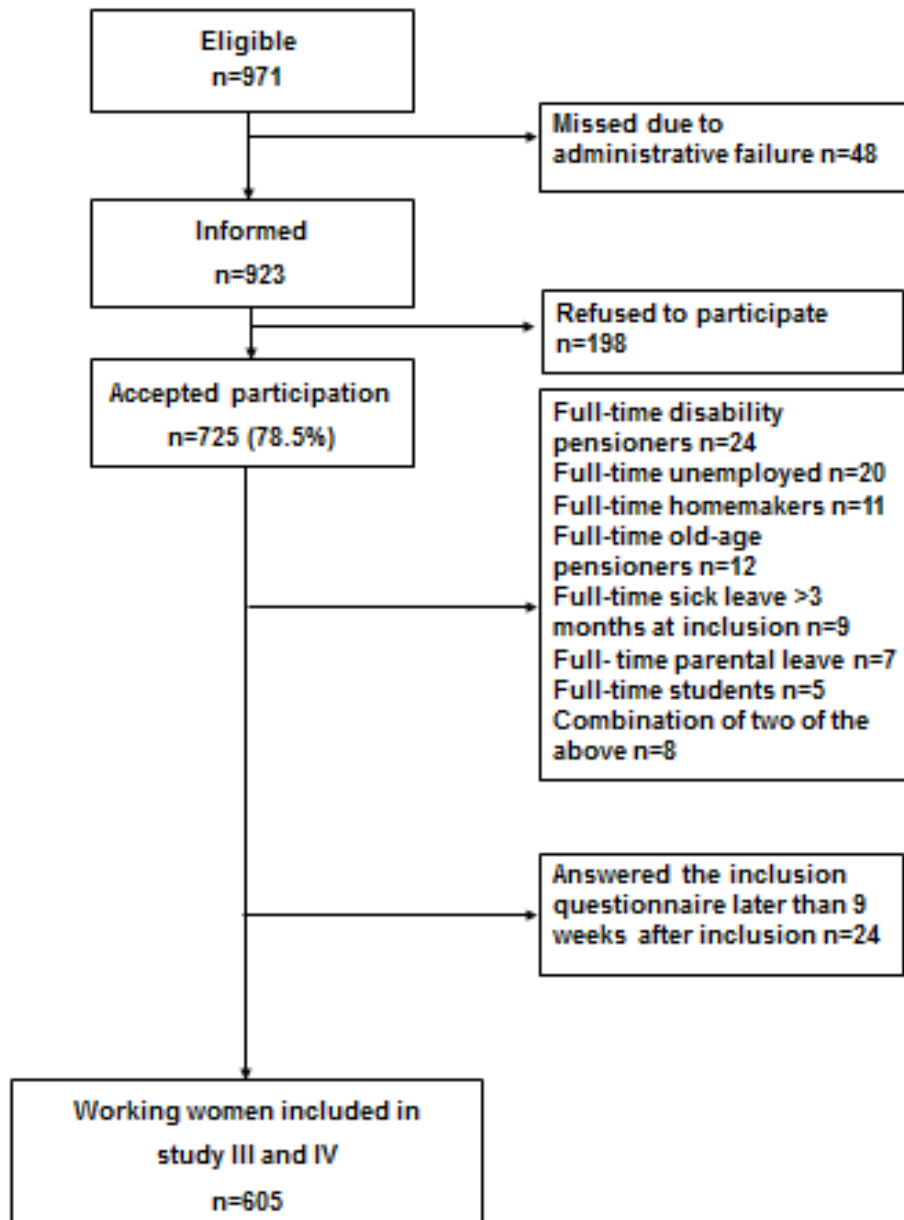 Eligible
n=971
Missed due to
administrative failure n=48
Informed
n=923
Refused to participate
n=198
Accepted participation
n=725 (78.5%)
Full-time disability
pensioners n=24
Full-time unemployed n=20
Full-time homemakers n=11
Full-time old-age
pensioners n=12
Full-time sick leave >3
months at inclusion n=9
Full- time parental leave n=7
Full-time students n=5
Combination of two of the
above n=8
Answered the inclusion
questionnaire later than 9
weeks after inclusion n=24
Working women included in
study III and IV
n=605